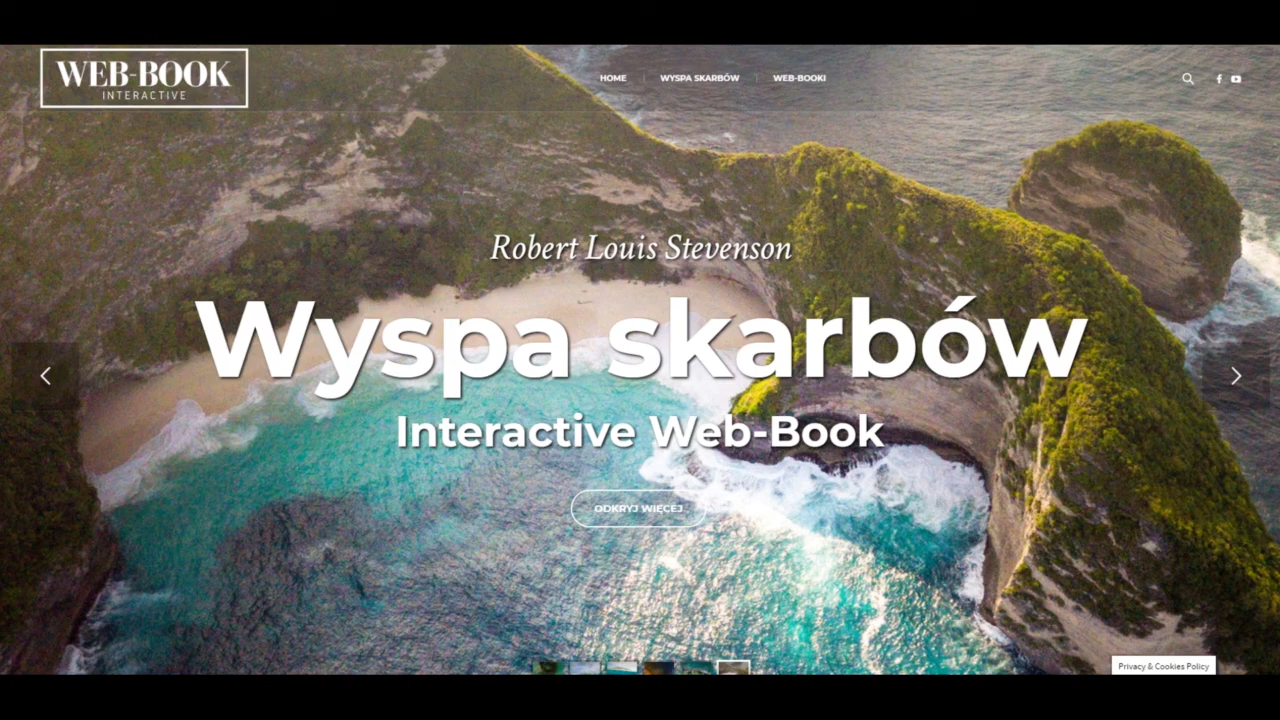 WEB-BOOK
INTERACTIVE
HOME
WYSPA SKARBÓW
WEB-BOOKI
Robert Louis Stevenson
Wyspa skarbów
Interactive Web-Book
ODKRYJ WIĘCEJ
Privacy & Cookies Policy